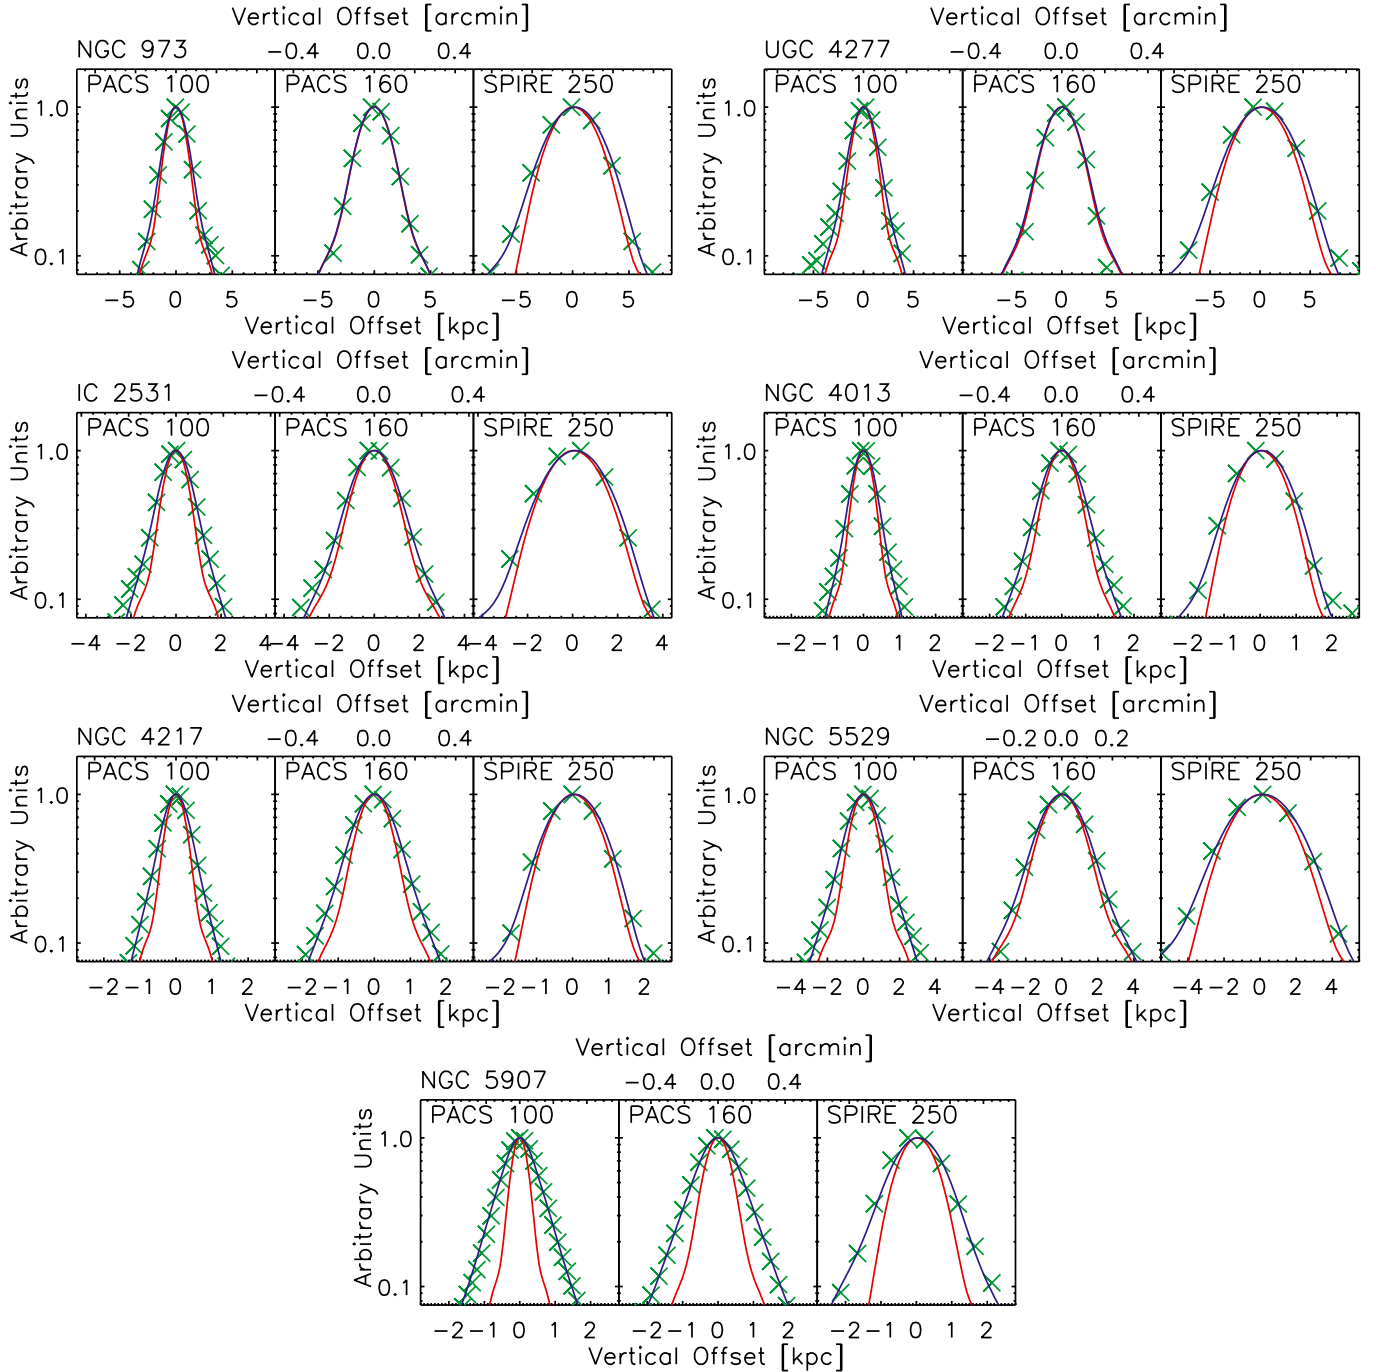 Vertical Offset [arcmin]
Vertical Offset [arcmin]
NGC 973 −0.4 0.0 0.4
UGC 4277 −0.4 0.0 0.4
PACS 100 PACS 160 SPIRE 250
PACS 100 PACS 160 SPIRE 250
Arbitrary Units
1.0
0.1
Arbitrary Units
1.0
0.1
−5 0 5 −5 0 5 −5 0 5
−5 0 5 −5 0 5 −5 0 5
Vertical Offset [kpc]
Vertical Offset [kpc]
Vertical Offset [arcmin]
Vertical Offset [arcmin]
IC 2531 −0.4 0.0 0.4
NGC 4013 −0.4 0.0 0.4
PACS 100 PACS 160 SPIRE 250
PACS 100 PACS 160 SPIRE 250
Arbitrary Units
1.0
0.1
Arbitrary Units
1.0
0.1
−4 −2 0 2 4 −4 −2 0 2 4 −4 −2 0 2 4
−2 −1 0 1 2 −2 −1 0 1 2 −2 −1 0 1 2
Vertical Offset [kpc]
Vertical Offset [kpc]
Vertical Offset [arcmin]
Vertical Offset [arcmin]
NGC 4217 −0.4 0.0 0.4
NGC 5529 −0.2 0.0 0.2
PACS 100 PACS 160 SPIRE 250
PACS 100 PACS 160 SPIRE 250
Arbitrary Units
1.0
0.1
Arbitrary Units
1.0
0.1
−2 −1 0 1 2 −2 −1 0 1 2 −2 −1 0 1 2
−4 −2 0 2 4 −4 −2 0 2 4 −4 −2 0 2 4
Vertical Offset [kpc]
Vertical Offset [kpc]
Vertical Offset [arcmin]
NGC 5907 −0.4 0.0 0.4
PACS 100 PACS 160 SPIRE 250
Arbitrary Units
1.0
0.1
−2 −1 0 1 2 −2 −1 0 1 2 −2 −1 0 1 2
Vertical Offset [kpc]